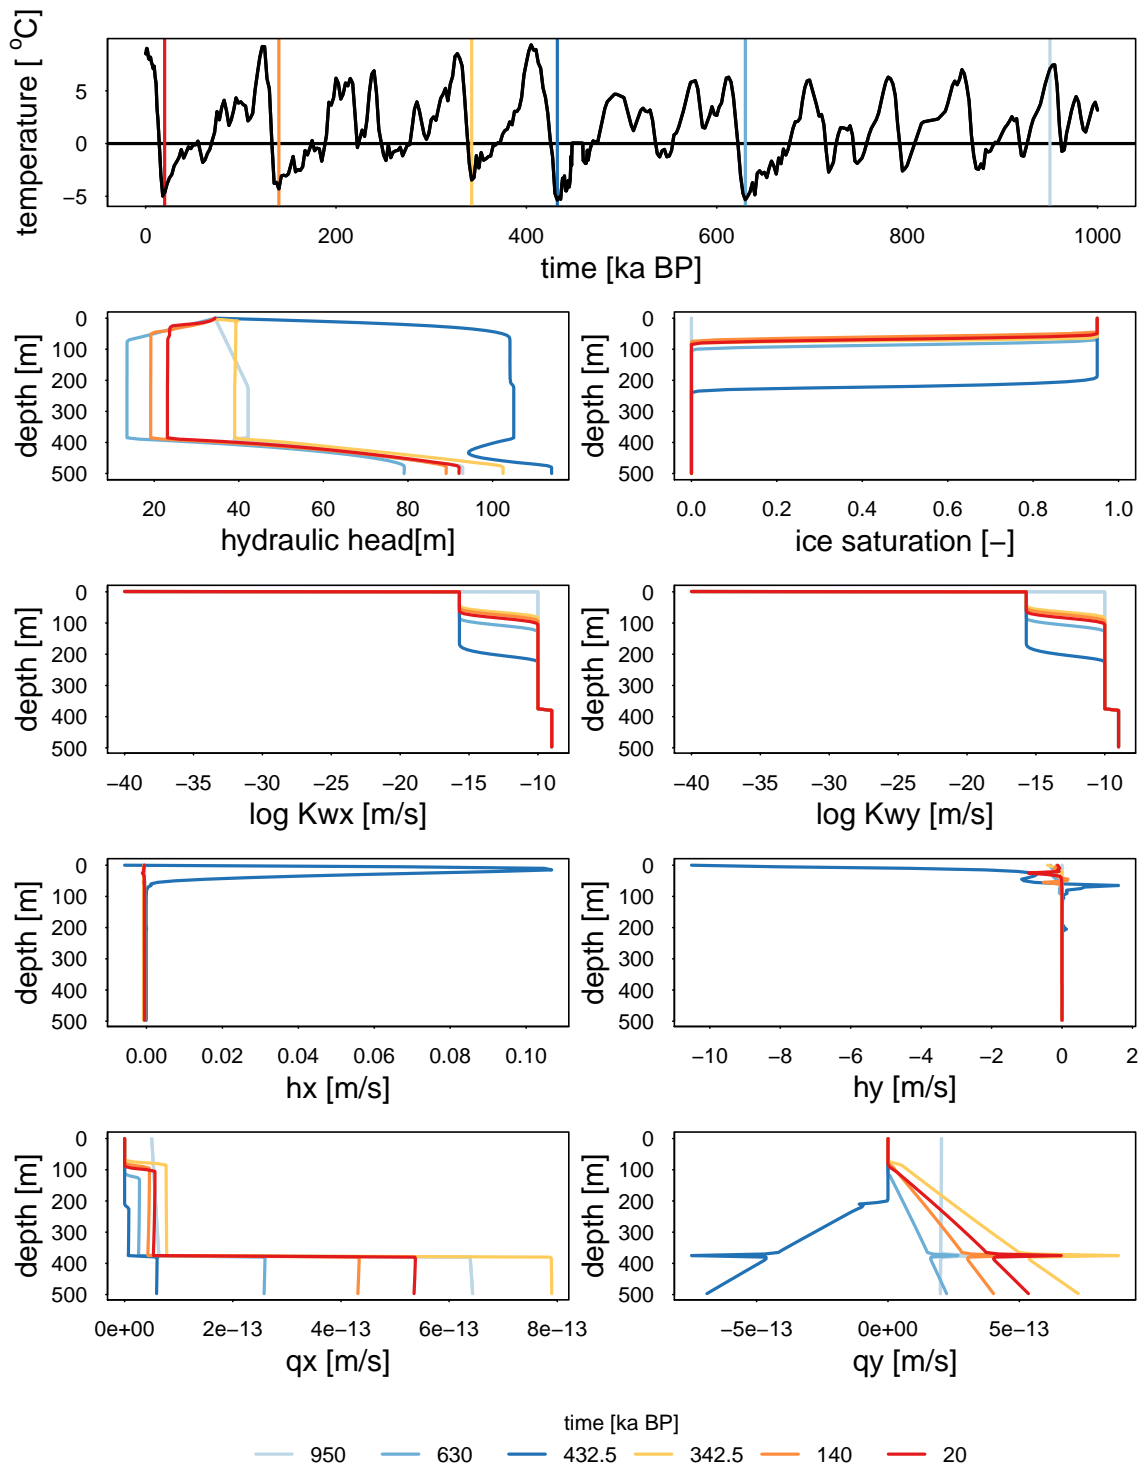 temperature [ °C]
5
0
−5
0 200 400 600 800 1000
time [ka BP]
depth [m]
0
100
200
300
400
500
20 40 60 80 100
hydraulic head[m]
depth [m]
0
100
200
300
400
500
0.0 0.2 0.4 0.6 0.8 1.0
ice saturation [−]
depth [m]
0
100
200
300
400
500
−40 −35 −30 −25 −20 −15 −10
log Kwx [m/s]
depth [m]
0
100
200
300
400
500
−40 −35 −30 −25 −20 −15 −10
log Kwy [m/s]
depth [m]
0
100
200
300
400
500
0.00 0.02 0.04 0.06 0.08 0.10
hx [m/s]
depth [m]
0
100
200
300
400
500
−10 −8 −6 −4 −2 0 2
hy [m/s]
depth [m]
0
100
200
300
400
500
0e+00 2e−13 4e−13 6e−13 8e−13
qx [m/s]
depth [m]
0
100
200
300
400
500
−5e−13 0e+00 5e−13
qy [m/s]
time [ka BP]
950 630 432.5 342.5 140 20